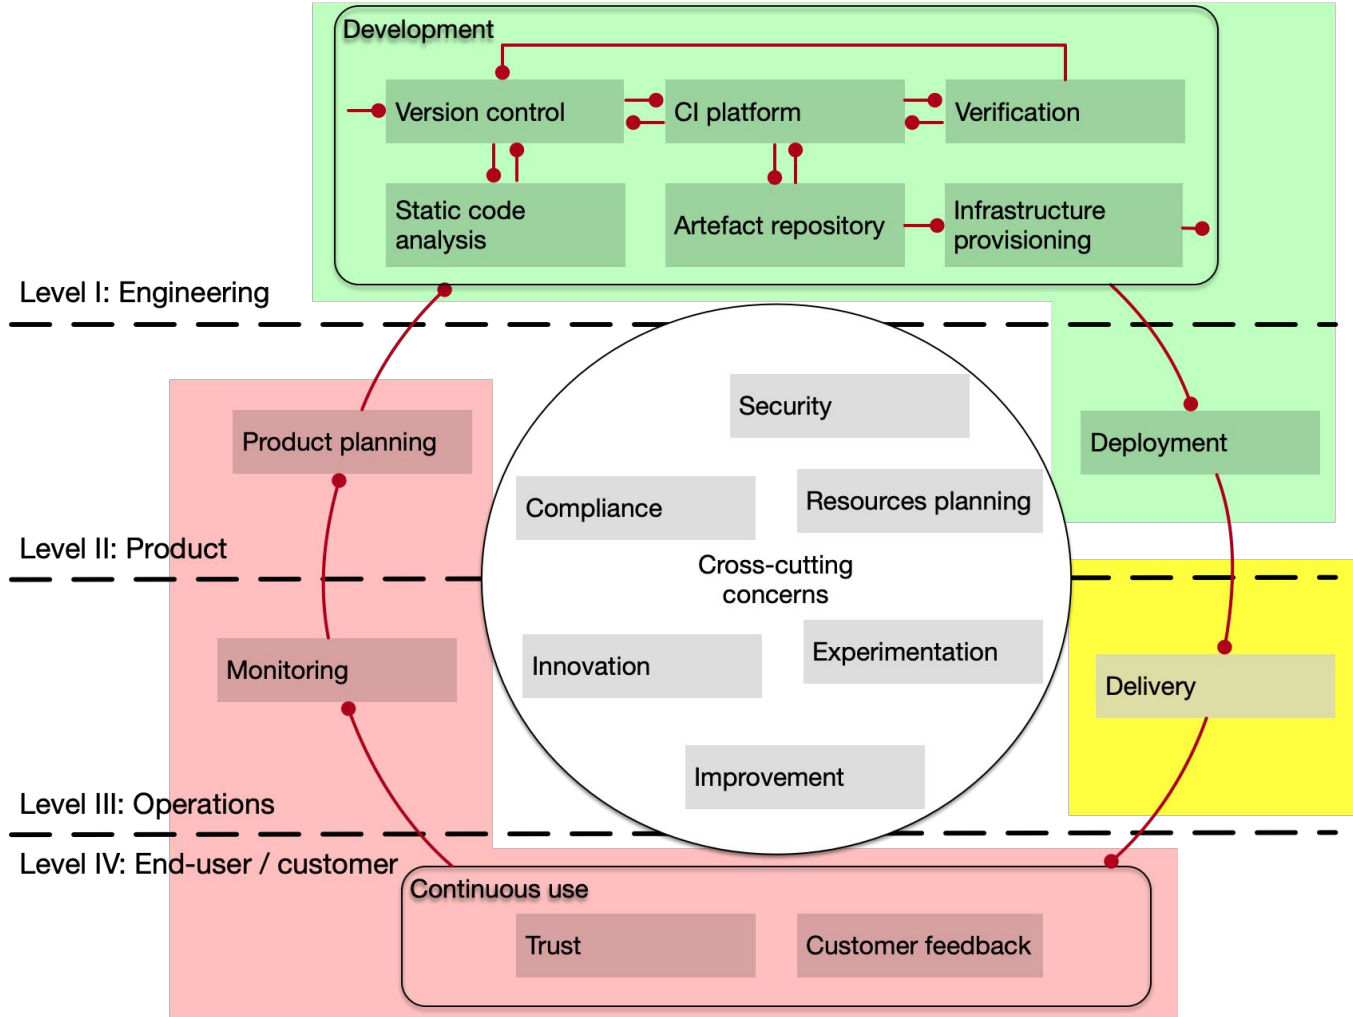 Development
Version control
CI platform
Verification
Static code
analysis
Artefact repository
Infrastructure
provisioning
Level I: Engineering
Security
Product planning
Deployment
Compliance
Resources planning
Level II: Product
Cross-cutting
concerns
Innovation
Experimentation
Monitoring
Delivery
Improvement
Level III: Operations
Level IV: End-user / customer
Continuous use
Trust
Customer feedback